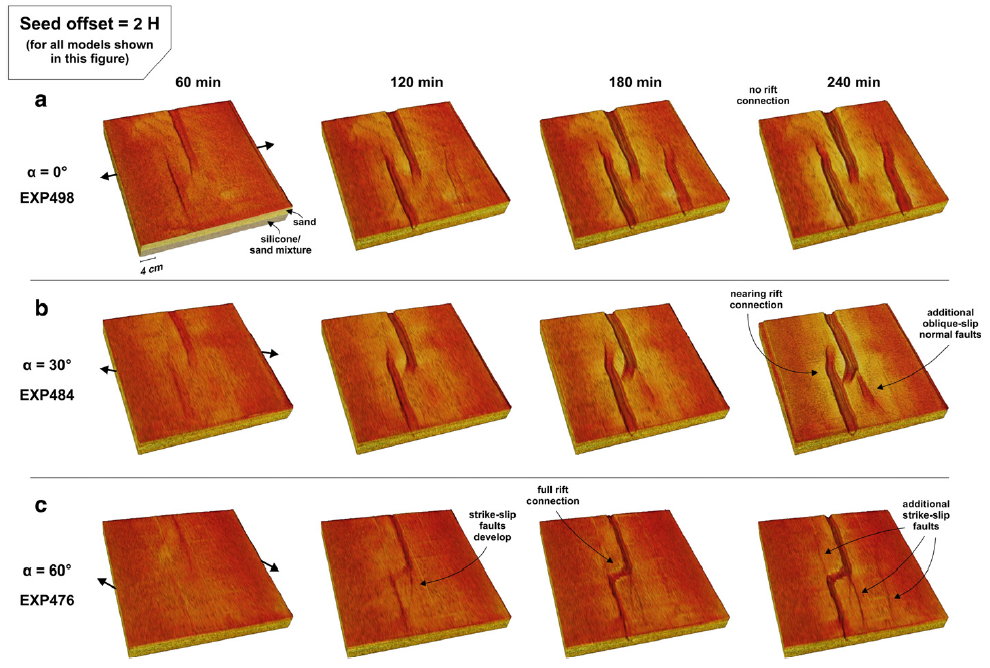 Seed offset = 2 H
(for all models shown
in this figure)
60 min
120 min
180 min
240 min
a
no rift
connection
α = 0°
EXP498
sand
silicone/
sand mixture
4 cm
b
nearing rift
connection
additional
oblique-slip
normal faults
α = 30°
EXP484
c
full rift
connection
strike-slip
faults
develop
additional
strike-slip
faults
α = 60°
EXP476